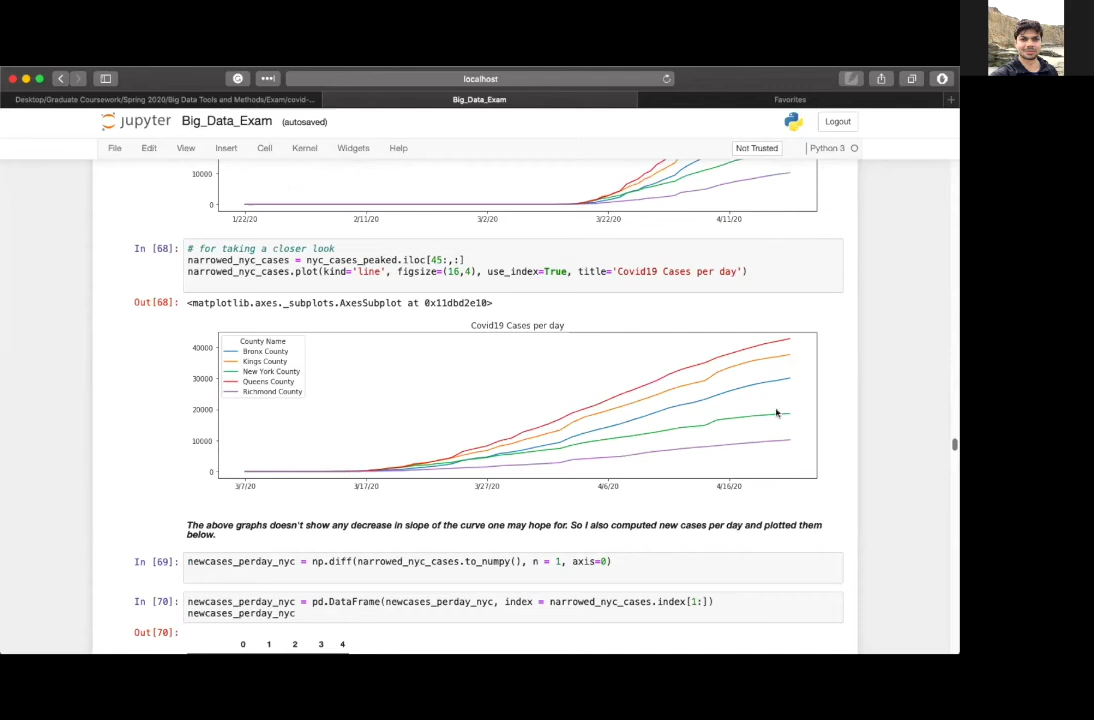 localhost
Desktop/Graduate Coursework/Spring 2020/Big Data Tools and Methods/Exam/covid-...
Big_Data_Exam
Favorites
jupyter Big_Data_Exam (autosaved)
Logout
File Edit View Insert Cell Kernel Widgets Help
Not Trusted
Python 3
10000
0
1/22/20 2/11/20 3/2/20 3/22/20 4/11/20
In [68]: # for taking a closer look
narrowed_nyc_cases = nyc_cases_peaked.iloc[45:,:]
narrowed_nyc_cases.plot(kind='line', figsize=(16,4), use_index=True, title='Covid19 Cases per day')
Out[68]: <matplotlib.axes._subplots.AxesSubplot at 0x11dbd2e10>
Covid19 Cases per day
County Name
Bronx County
Kings County
New York County
Queens County
Richmond County
40000
30000
20000
10000
0
3/7/20 3/17/20 3/27/20 4/6/20 4/16/20
The above graphs doesn't show any decrease in slope of the curve one may hope for. So I also computed new cases per day and plotted them
below.
In [69]: newcases_perday_nyc = np.diff(narrowed_nyc_cases.to_numpy(), n = 1, axis=0)
In [70]: newcases_perday_nyc = pd.DataFrame(newcases_perday_nyc, index = narrowed_nyc_cases.index[1:])
newcases_perday_nyc
Out[70]:
0 1 2 3 4